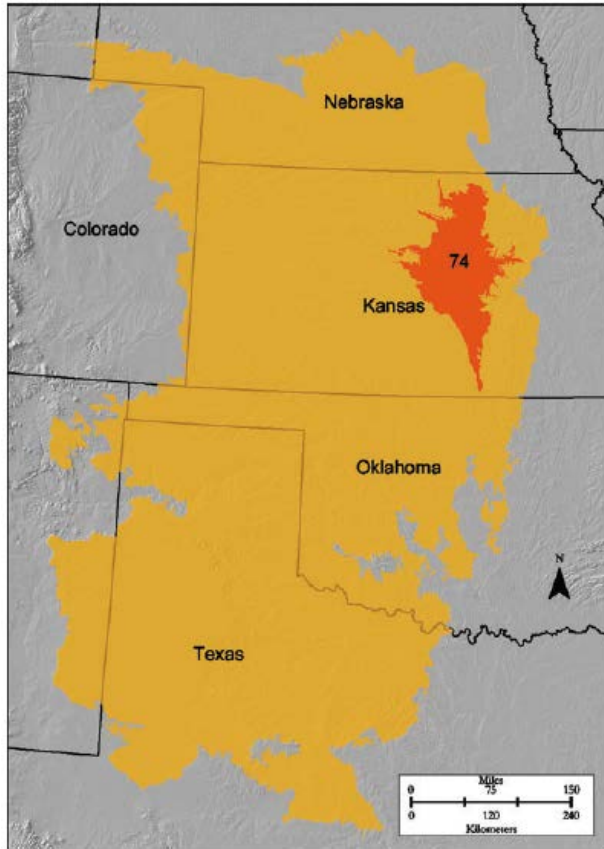 Nebraska
Colorado
74
Kansas
Oklahoma
N
Texas
Miles
0 75 150
0 120 240
Kilometers